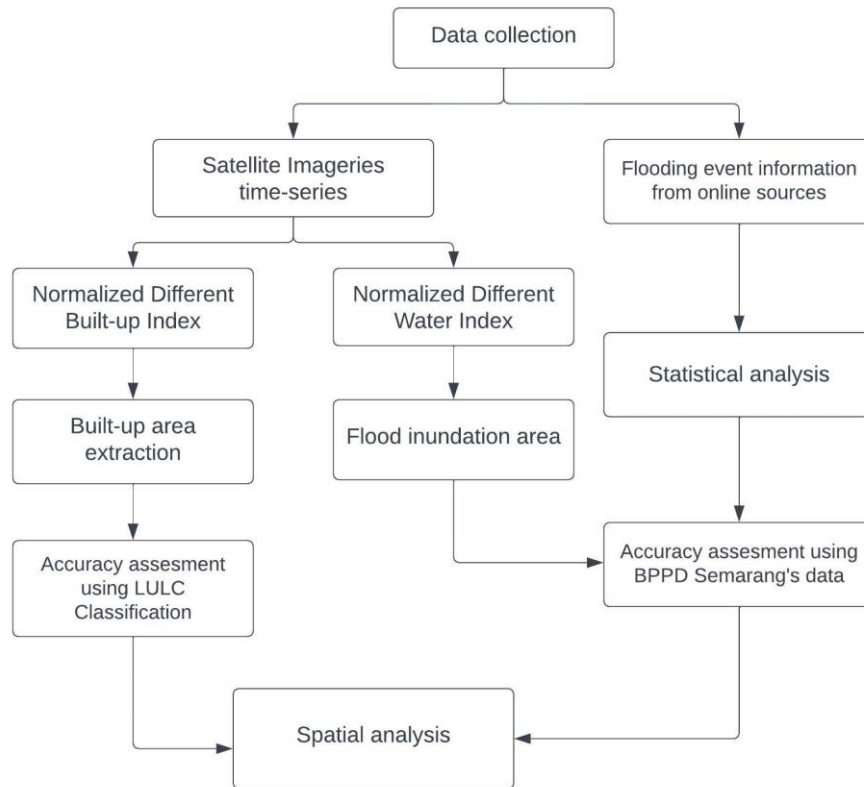 Data collection
Satellite Imageries
time-series
Flooding event information
from online sources
Normalized Different
Built-up Index
Normalized Different
Water Index
Statistical analysis
Built-up area
extraction
Flood inundation area
Accuracy assesment
using LULC
Classification
Accuracy assesment using
BPPD Semarang's data
Spatial analysis